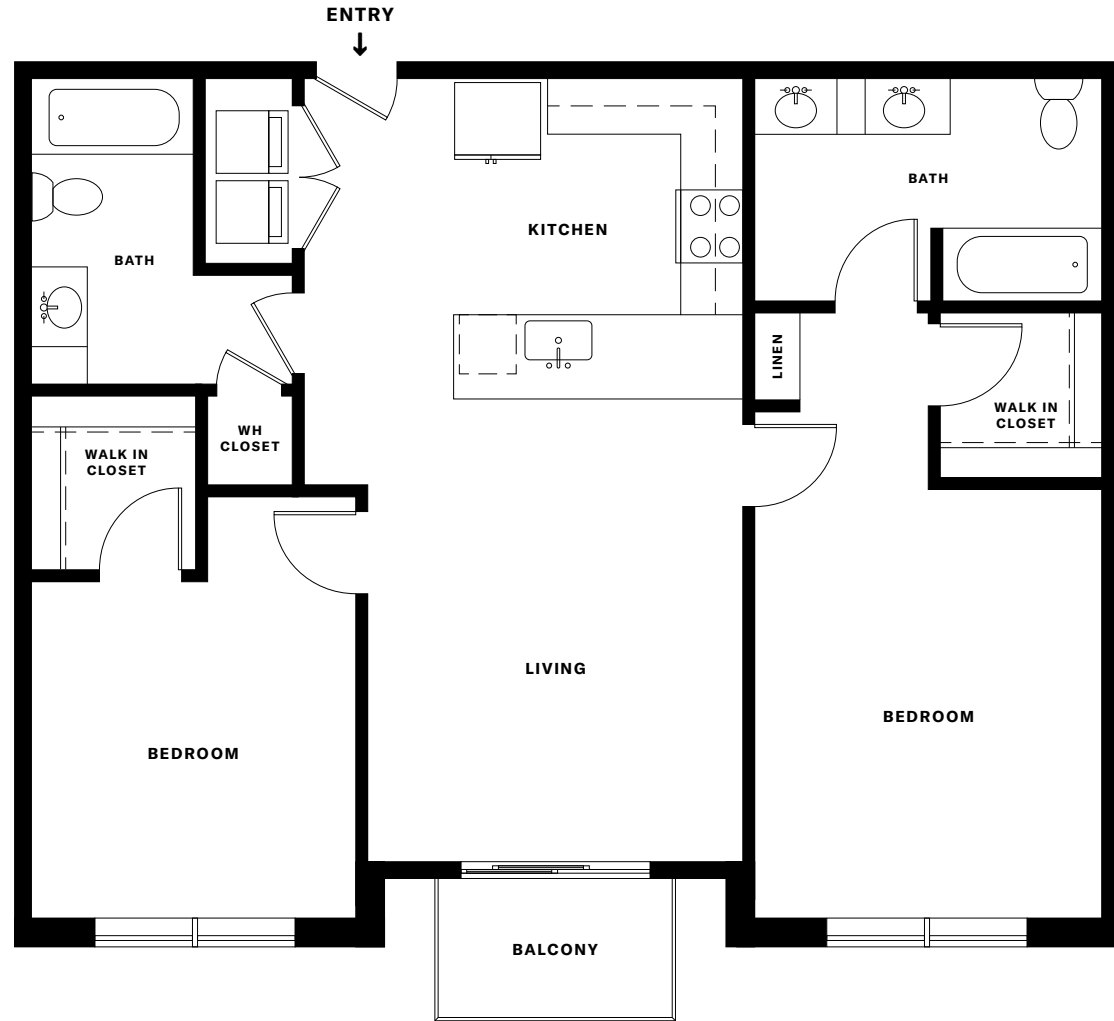 ENTRY
BATH
KITCHEN
BATH
LINEN
WALK IN
CLOSET
WH
CLOSET
WALK IN
CLOSET
LIVING
BEDROOM
BEDROOM
BALCONY